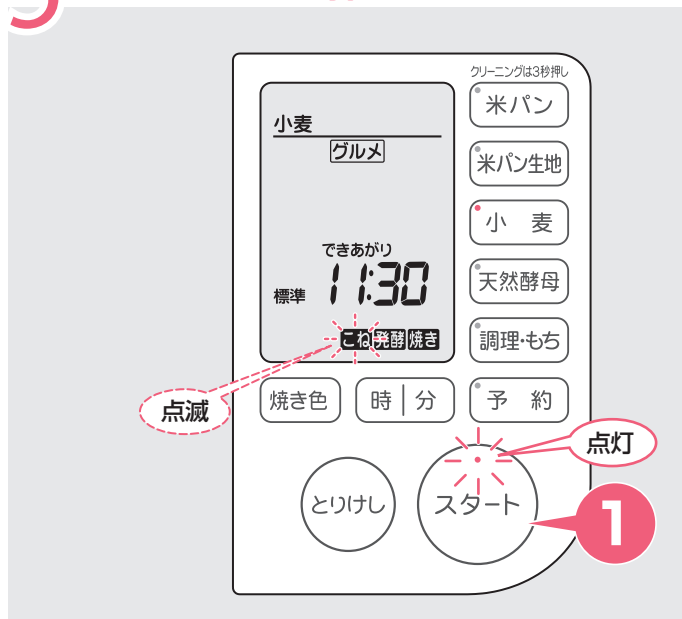 クリーニングは3秒押し
米パン
小麦
グルメ
米パン生地
小 麦
できあがり
標準 11:30
天然酵母
こね 発酵 焼き
調理・もち
点滅
焼き色
時 | 分
予 約
点灯
とりけし
スタート
1